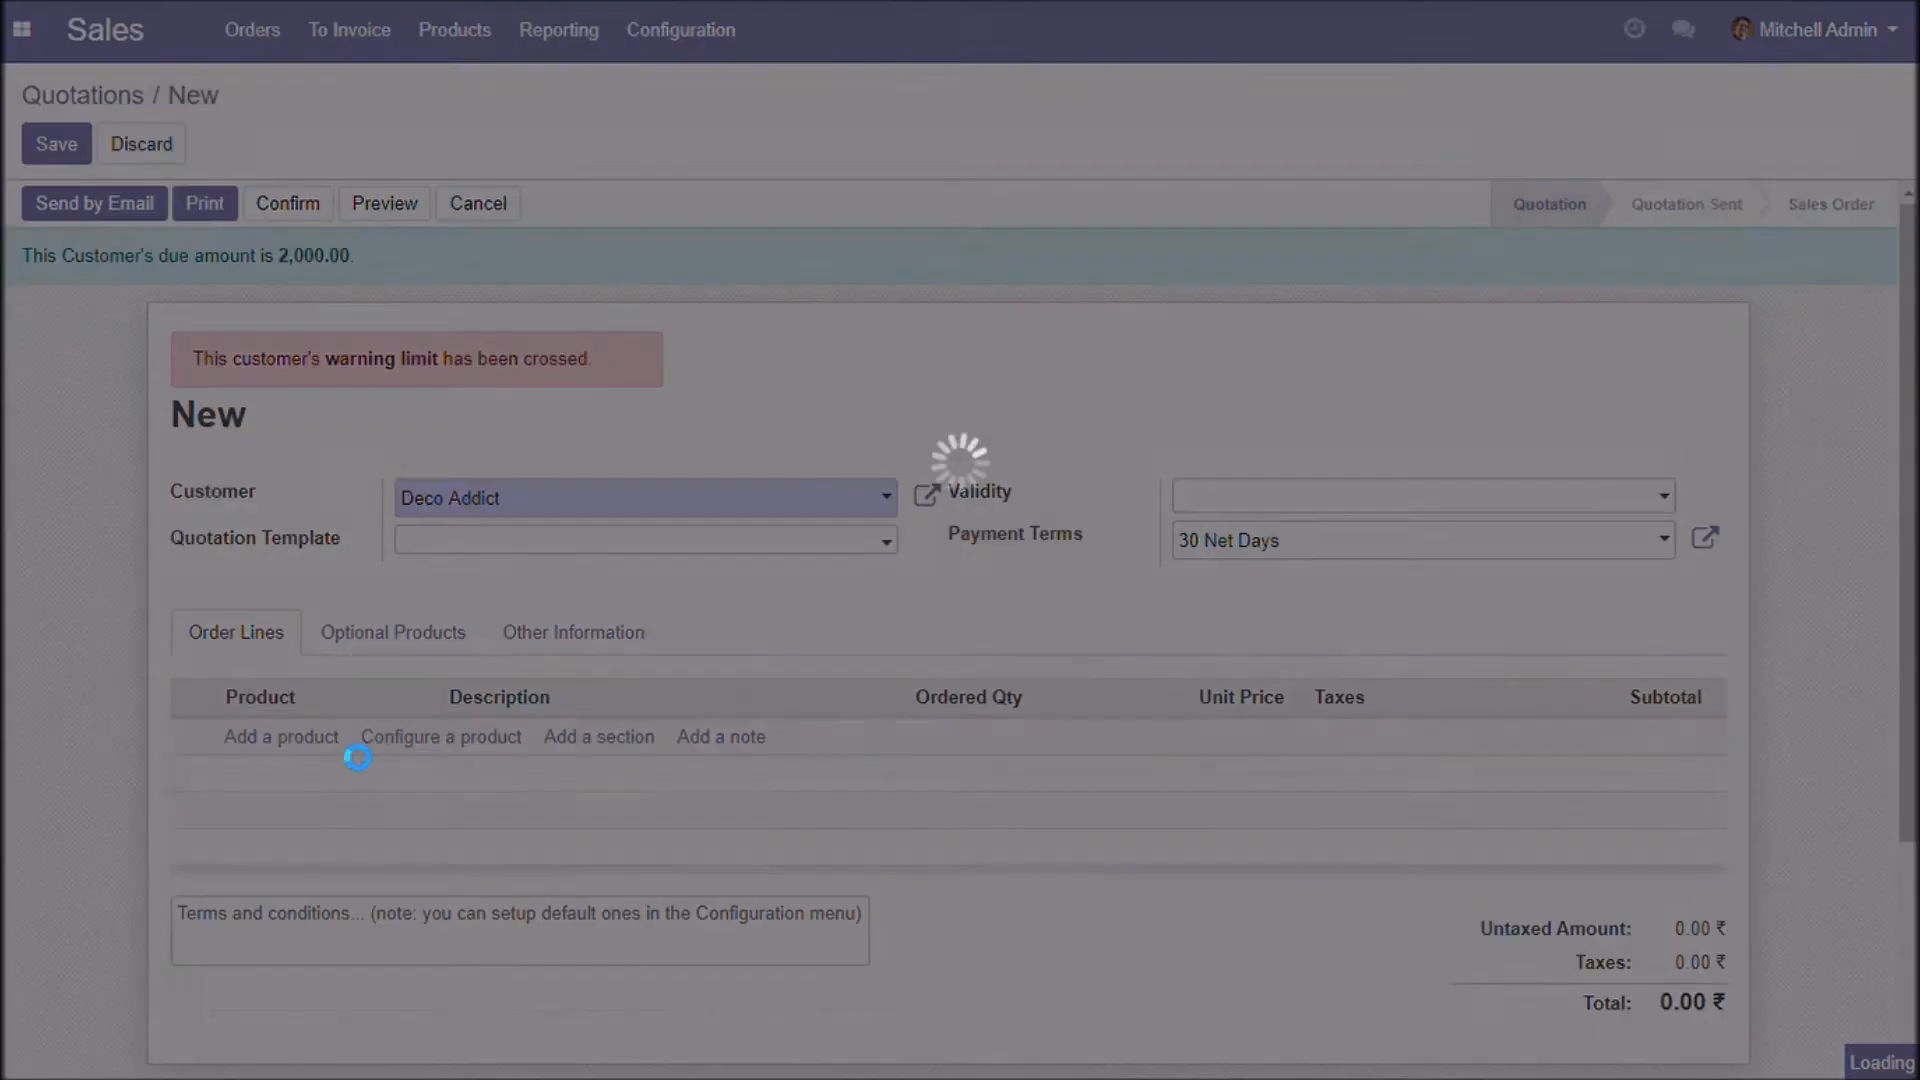 Sales Orders To Invoice Products Reporting Configuration Mitchell Admin
Quotations / New
Save Discard
Send by Email Print Confirm Preview Cancel Quotation Quotation Sent Sales Order
This Customer's due amount is 2,000.00.
This customer's warning limit has been crossed.
New
Customer Deco Addict Validity
Quotation Template Payment Terms 30 Net Days
Order Lines Optional Products Other Information
Product Description Ordered Qty Unit Price Taxes Subtotal
Add a product Configure a product Add a section Add a note
Terms and conditions... (note: you can setup default ones in the Configuration menu)
Untaxed Amount: 0.00 ₹
Taxes: 0.00 ₹
Total: 0.00 ₹
Loading